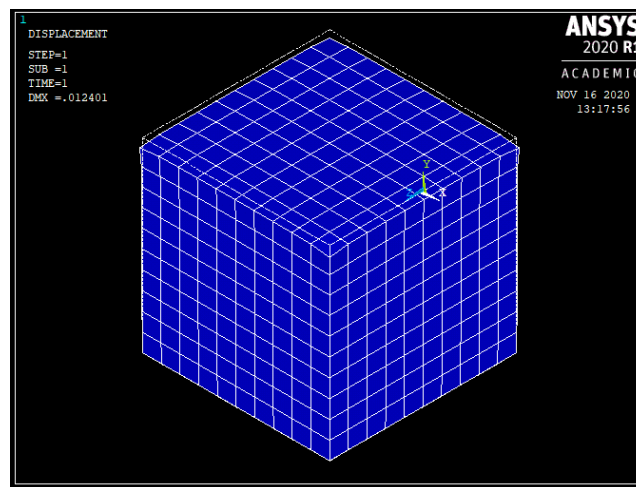 1
DISPLACEMENT
STEP=1
SUB =1
TIME=1
DMX =.012401
ANSYS
2020 R1
ACADEMIC
NOV 16 2020
13:17:56
Y
Z X